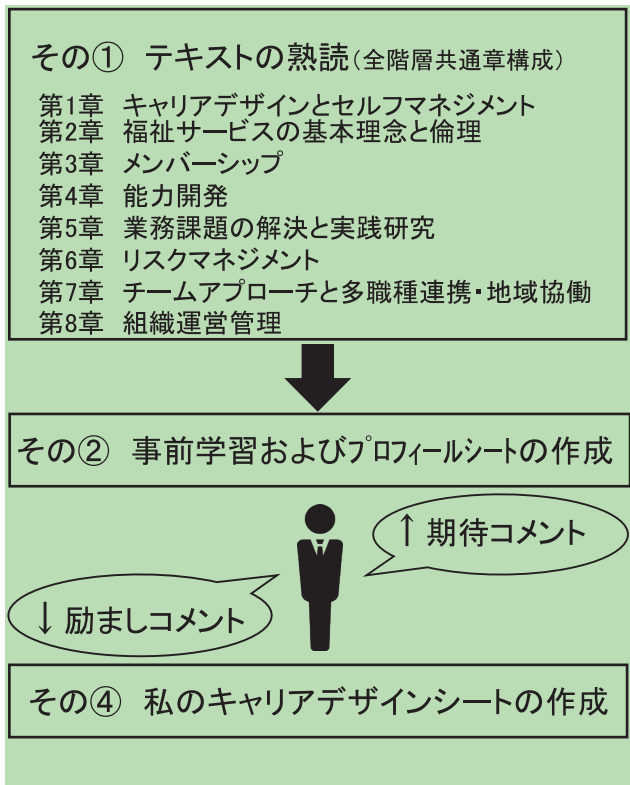 その① テキストの熟読(全階層共通章構成)
第1章 キャリアデザインとセルフマネジメント
第2章 福祉サービスの基本理念と倫理
第3章 メンバーシップ
第4章 能力開発
第5章 業務課題の解決と実践研究
第6章 リスクマネジメント
第7章 チームアプローチと多職種連携・地域協働
第8章 組織運営管理
その② 事前学習およびプロフィールシートの作成
↑期待コメント
↓励ましコメント
その④ 私のキャリアデザインシートの作成